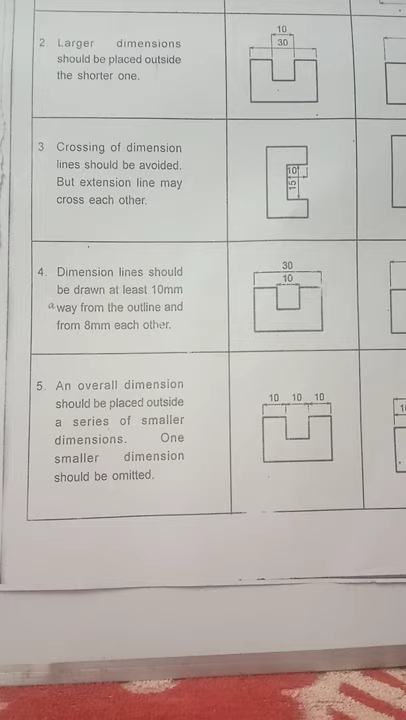 2. Larger dimensions
should be placed outside
the shorter one.
10
30
3 Crossing of dimension
lines should be avoided.
But extension line may
cross each other.
10
15
4. Dimension lines should
be drawn at least 10mm
away from the outline and
from 8mm each other.
30
10
5. An overall dimension
should be placed outside
a series of smaller
dimensions. One
smaller dimension
should be omitted.
10 10 10